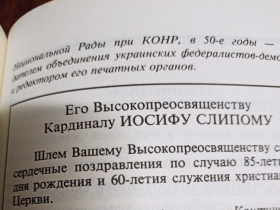 Национальной Рады при КОНР, в 50-е годы —
дателем объединения украинских федералистов-демо
и редактором его печатных органов.
Его Высокопреосвященству
Кардиналу ИОСИФУ СЛИПОМУ
Шлем Вашему Высокопреосвященству с
сердечные поздравления по случаю 85-лети
дня рождения и 60-летия служения христиа
Церкви.